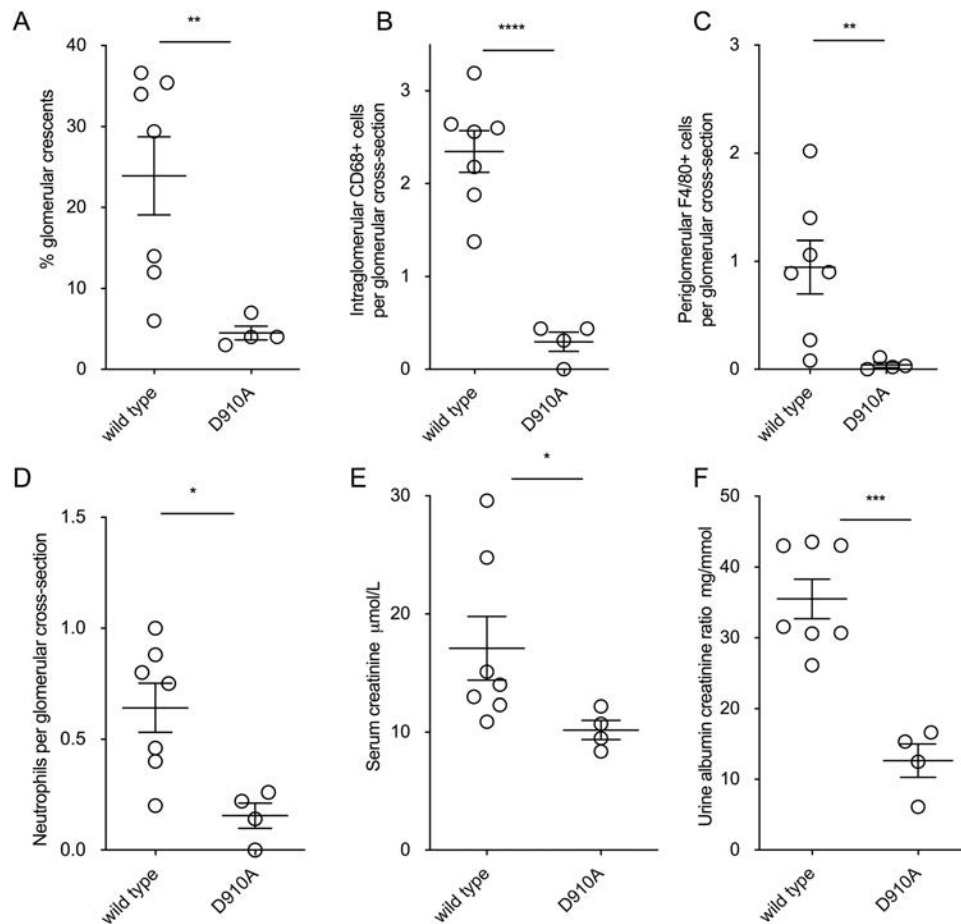 A
**
% glomerular crescents
40
30
20
10
0
wild type
D910A
B
****
Intraglomerular CD68+ cells
per glomerular cross-section
3
2
1
0
wild type
D910A
C
**
Periglomerular F4/80+ cells
per glomerular cross-section
3
2
1
0
wild type
D910A
D
*
Neutrophils per glomerular cross-section
1.5
1.0
0.5
0.0
wild type
D910A
E
*
Serum creatinine μmol/L
30
20
10
0
wild type
D910A
F
***
Urine albumin creatinine ratio mg/mmol
50
40
30
20
10
0
wild type
D910A